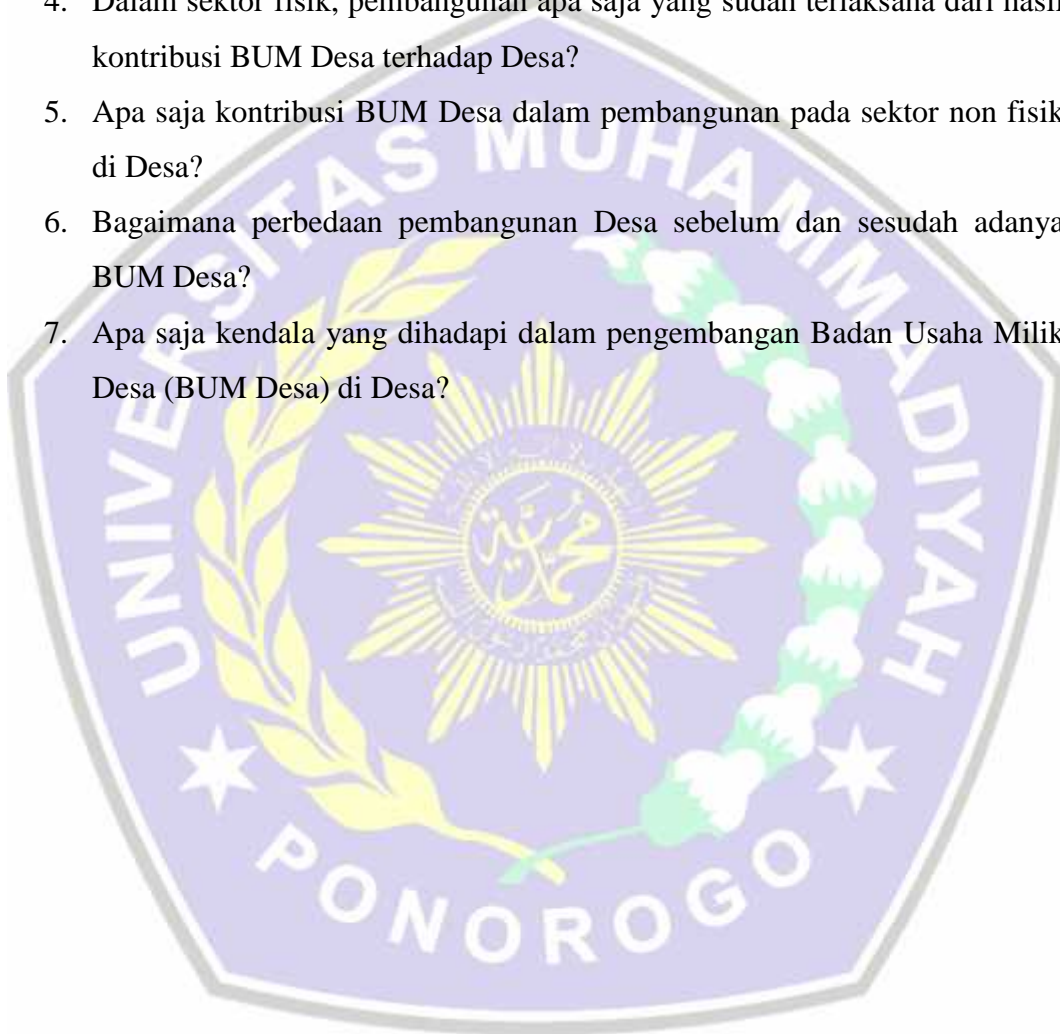 4. Dalam sektor fisik, pembangunan apa saja yang sudah terlaksana dari hasil
kontribusi BUM Desa terhadap Desa?
5. Apa saja kontribusi BUM Desa dalam pembangunan pada sektor non fisik
di Desa?
6. Bagaimana perbedaan pembangunan Desa sebelum dan sesudah adanya
BUM Desa?
7. Apa saja kendala yang dihadapi dalam pengembangan Badan Usaha Milik
Desa (BUM Desa) di Desa?
UNIVERSITAS MUHAMMADIYAH
PONOROGO